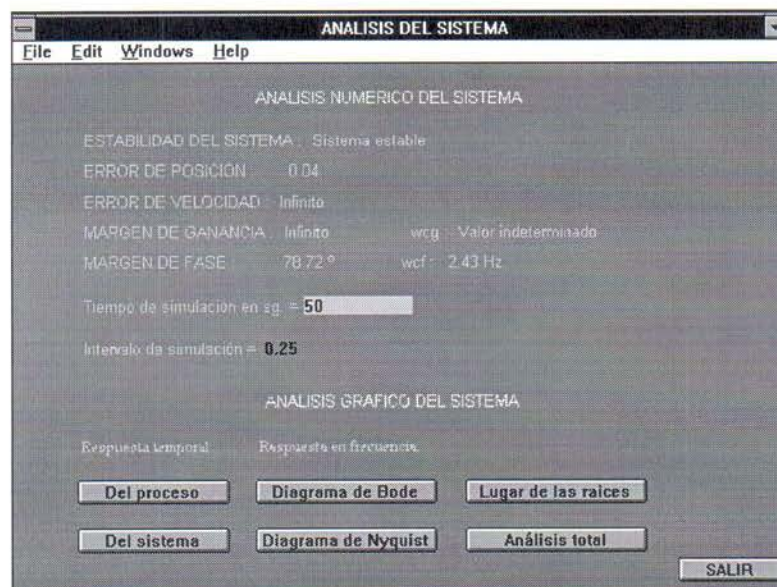 ANALISIS DEL SISTEMA
File Edit Windows Help
ANALISIS NUMERICO DEL SISTEMA
ESTABILIDAD DEL SISTEMA : Sistema estable
ERROR DE POSICION : 0.04
ERROR DE VELOCIDAD : Infinito
MARGEN DE GANANCIA : Infinito wcg : Valor indeterminado
MARGEN DE FASE : 78.72 º wcf : 2.43 Hz
Tiempo de simulación en sg. = 50
Intervalo de simulación = 0.25
ANALISIS GRAFICO DEL SISTEMA
Respuesta temporal Respuesta en frecuencia
Del proceso Diagrama de Bode Lugar de las raices
Del sistema Diagrama de Nyquist Análisis total
SALIR